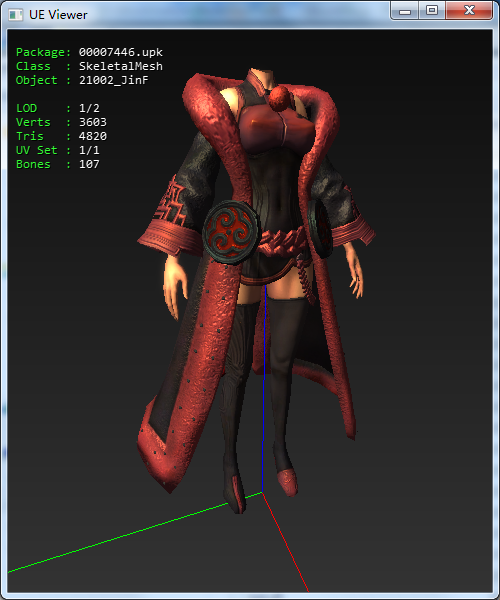 UE Viewer
Package: 00007446.upk
Class : SkeletalMesh
Object : 21002_JinF
LOD : 1/2
Verts : 3603
Tris : 4820
UV Set : 1/1
Bones : 107